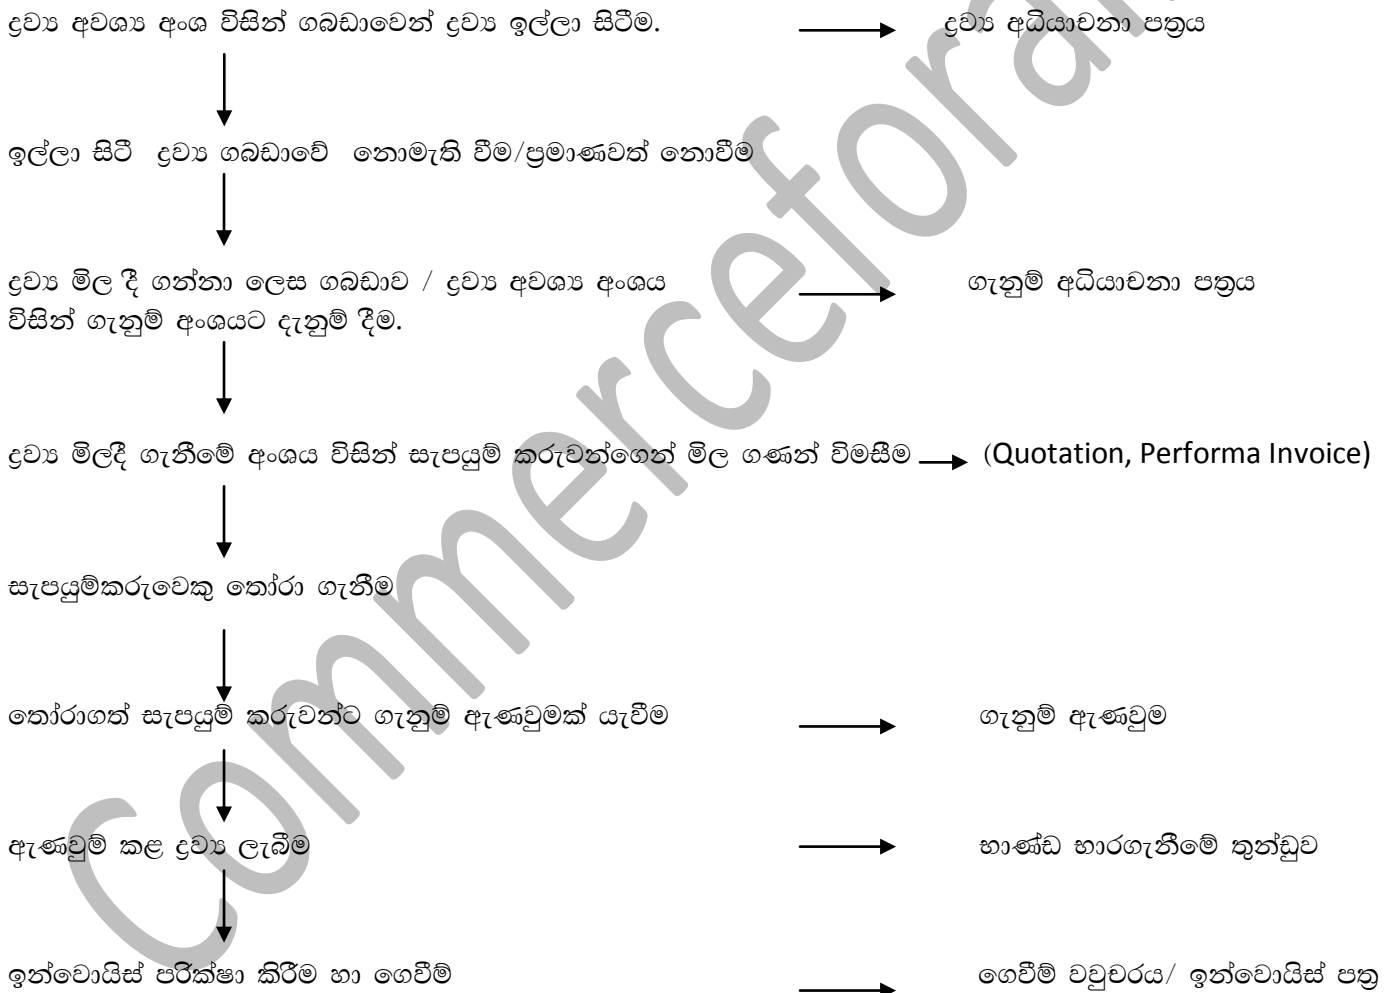 ද්‍රව්‍ය අවශ්‍ය අංශ විසින් ගබඩාවෙන් ද්‍රව්‍ය ඉල්ලා සිටීම. ද්‍රව්‍ය අධියාචනා පත්‍රය
ඉල්ලා සිටි ද්‍රව්‍ය ගබඩාවේ නොමැති වීම/ප්‍රමාණවත් නොවීම
ද්‍රව්‍ය මිල දී ගන්නා ලෙස ගබඩාව / ද්‍රව්‍ය අවශ්‍ය අංශය ගැනුම් අධියාචනා පත්‍රය
විසින් ගැනුම් අංශයට දැනුම් දීම.
ද්‍රව්‍ය මිලදී ගැනීමේ අංශය විසින් සැපයුම් කරුවන්ගෙන් මිල ගණන් විමසීම (Quotation, Performa Invoice)
සැපයුම්කරුවෙකු තෝරා ගැනීම
තෝරාගත් සැපයුම් කරුවන්ට ගැනුම් ඇණවුමක් යැවීම ගැනුම් ඇණවුම
ඇණවුම් කළ ද්‍රව්‍ය ලැබීම භාණ්ඩ භාරගැනීමේ තුන්ඩුව
ඉන්වොයිස් පරික්ෂා කිරීම හා ගෙවීම් ගෙවීම් වවුචරය/ ඉන්වොයිස් පත්‍ර